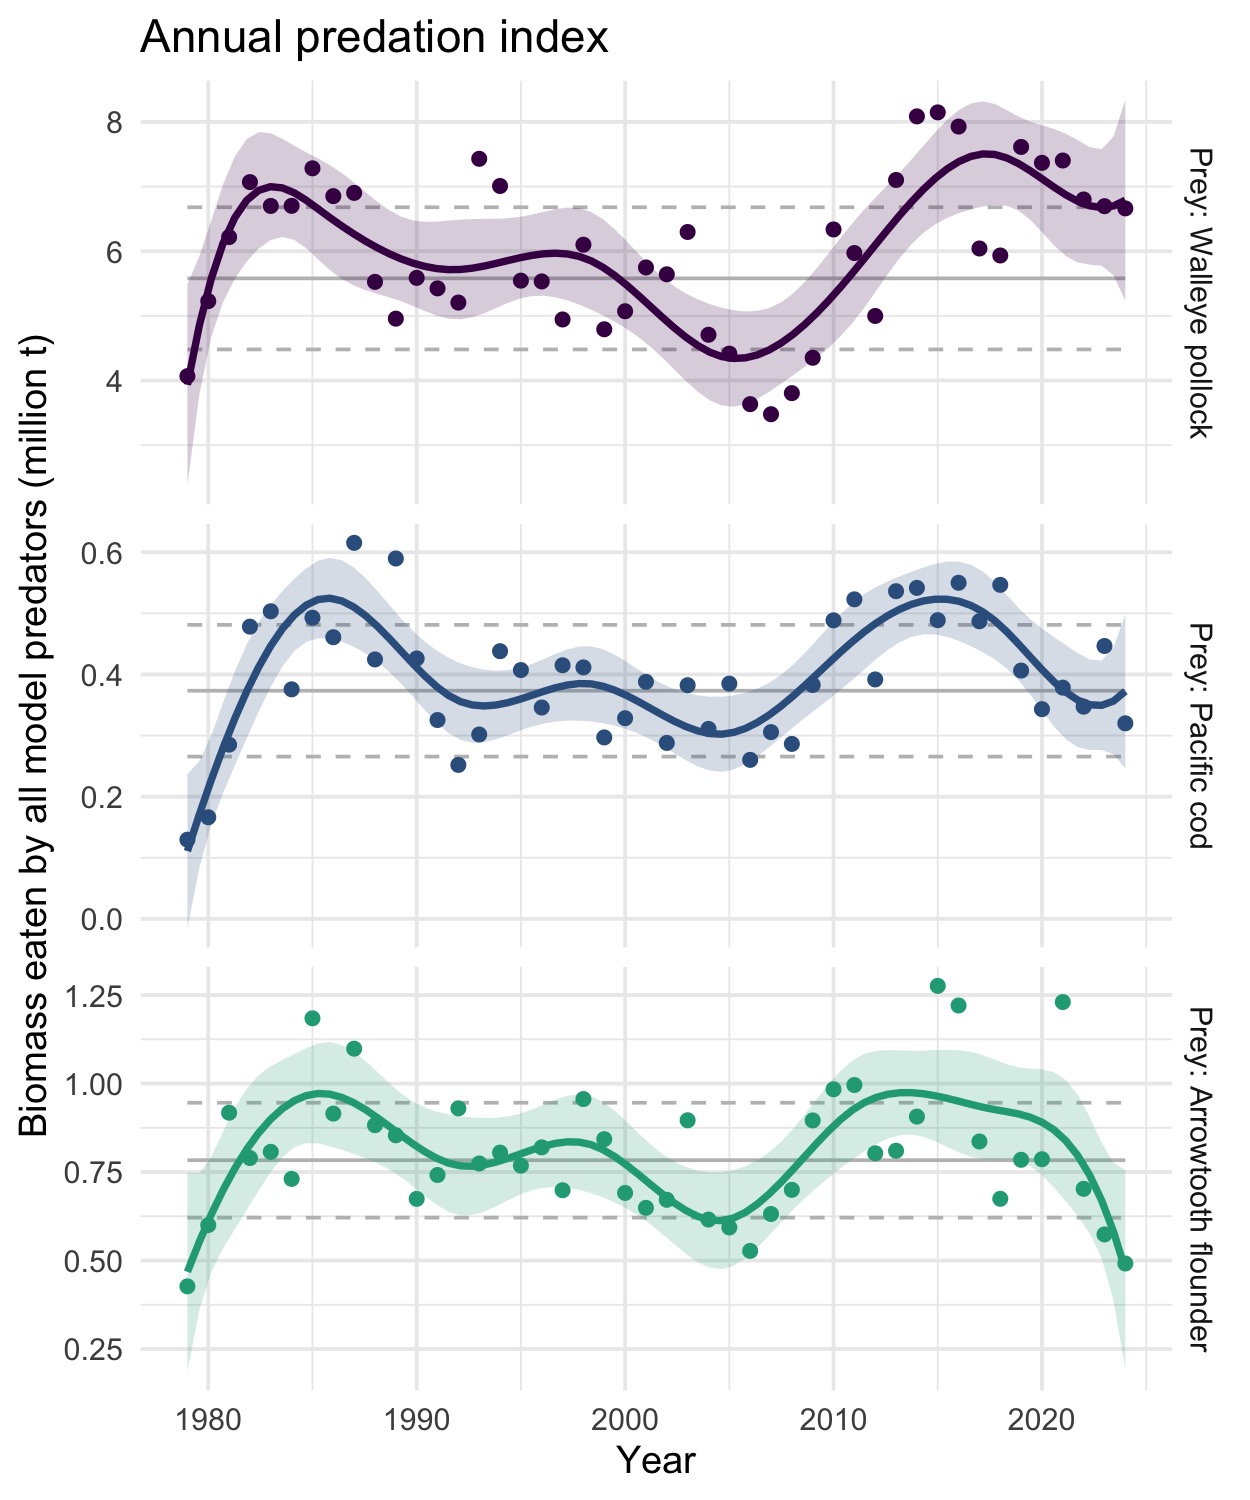 Annual predation index
Biomass eaten by all model predators (million t)
8
6
4
Prey: Walleye pollock
0.6
0.4
0.2
0.0
Prey: Pacific cod
1.25
1.00
0.75
0.50
0.25
Prey: Arrowtooth flounder
1980 1990 2000 2010 2020
Year